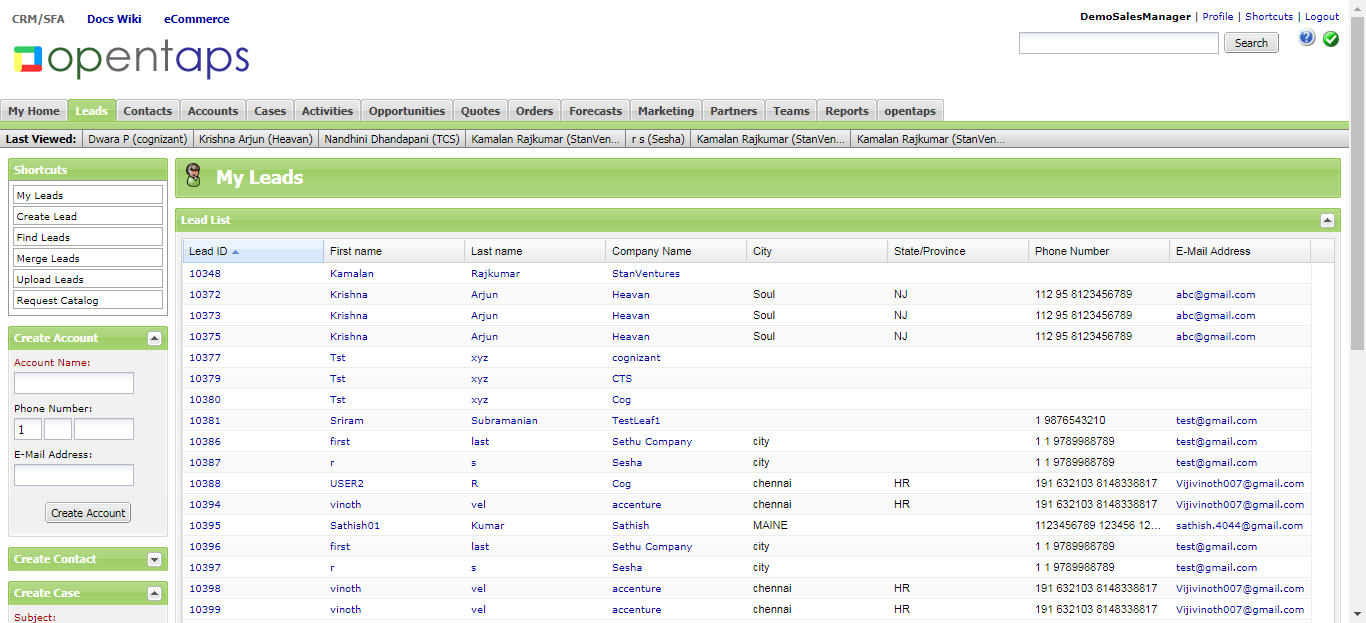 CRM/SFA Docs Wiki eCommerce
DemoSalesManager | Profile | Shortcuts | Logout
opentaps
Search
My Home Leads Contacts Accounts Cases Activities Opportunities Quotes Orders Forecasts Marketing Partners Teams Reports opentaps
Last Viewed: Dwara P (cognizant) Krishna Arjun (Heavan) Nandhini Dhandapani (TCS) Kamalan Rajkumar (StanVen... r s (Sesha) Kamalan Rajkumar (StanVen... Kamalan Rajkumar (StanVen...
Shortcuts
My Leads
Create Lead
Find Leads
Merge Leads
Upload Leads
Request Catalog
Create Account
Account Name:
Phone Number:
1
E-Mail Address:
Create Account
Create Contact
Create Case
Subject:
My Leads
Lead List
Lead ID First name Last name Company Name City State/Province Phone Number E-Mail Address
10348 Kamalan Rajkumar StanVentures
10372 Krishna Arjun Heavan Soul NJ 112 95 8123456789 abc@gmail.com
10373 Krishna Arjun Heavan Soul NJ 112 95 8123456789 abc@gmail.com
10375 Krishna Arjun Heavan Soul NJ 112 95 8123456789 abc@gmail.com
10377 Tst xyz cognizant
10379 Tst xyz CTS
10380 Tst xyz Cog
10381 Sriram Subramanian TestLeaf1 1 9876543210 test@gmail.com
10386 first last Sethu Company city 1 1 9789988789 test@gmail.com
10387 r s Sesha city 1 1 9789988789 test@gmail.com
10388 USER2 R Cog chennai HR 191 632103 8148338817 Vijivinoth007@gmail.com
10394 vinoth vel accenture chennai HR 191 632103 8148338817 Vijivinoth007@gmail.com
10395 Sathish01 Kumar Sathish MAINE 1123456789 123456 12... sathish.4044@gmail.com
10396 first last Sethu Company city 1 1 9789988789 test@gmail.com
10397 r s Sesha city 1 1 9789988789 test@gmail.com
10398 vinoth vel accenture chennai HR 191 632103 8148338817 Vijivinoth007@gmail.com
10399 vinoth vel accenture chennai HR 191 632103 8148338817 Vijivinoth007@gmail.com